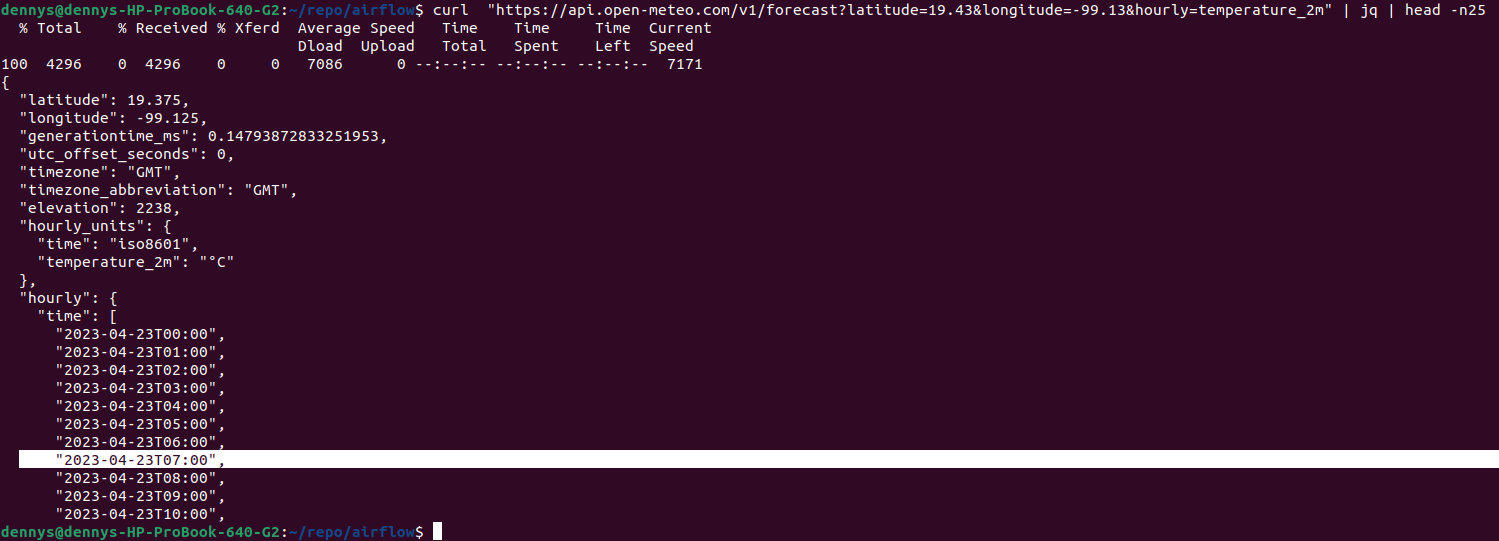 dennys@dennys-HP-ProBook-640-G2:~/repo/airflow$ curl  "https://api.open-meteo.com/v1/forecast?latitude=19.43&longitude=-99.13&hourly=temperature_2m" | jq | head -n25
  % Total    % Received % Xferd  Average Speed   Time    Time     Time  Current
                                 Dload  Upload   Total   Spent    Left  Speed
100  4296    0  4296    0     0   7086      0 --:--:-- --:--:-- --:--:--  7171
{
  "latitude": 19.375,
  "longitude": -99.125,
  "generationtime_ms": 0.14793872833251953,
  "utc_offset_seconds": 0,
  "timezone": "GMT",
  "timezone_abbreviation": "GMT",
  "elevation": 2238,
  "hourly_units": {
    "time": "iso8601",
    "temperature_2m": "°C"
  },
  "hourly": {
    "time": [
      "2023-04-23T00:00",
      "2023-04-23T01:00",
      "2023-04-23T02:00",
      "2023-04-23T03:00",
      "2023-04-23T04:00",
      "2023-04-23T05:00",
      "2023-04-23T06:00",
      "2023-04-23T07:00",
      "2023-04-23T08:00",
      "2023-04-23T09:00",
      "2023-04-23T10:00",
dennys@dennys-HP-ProBook-640-G2:~/repo/airflow$